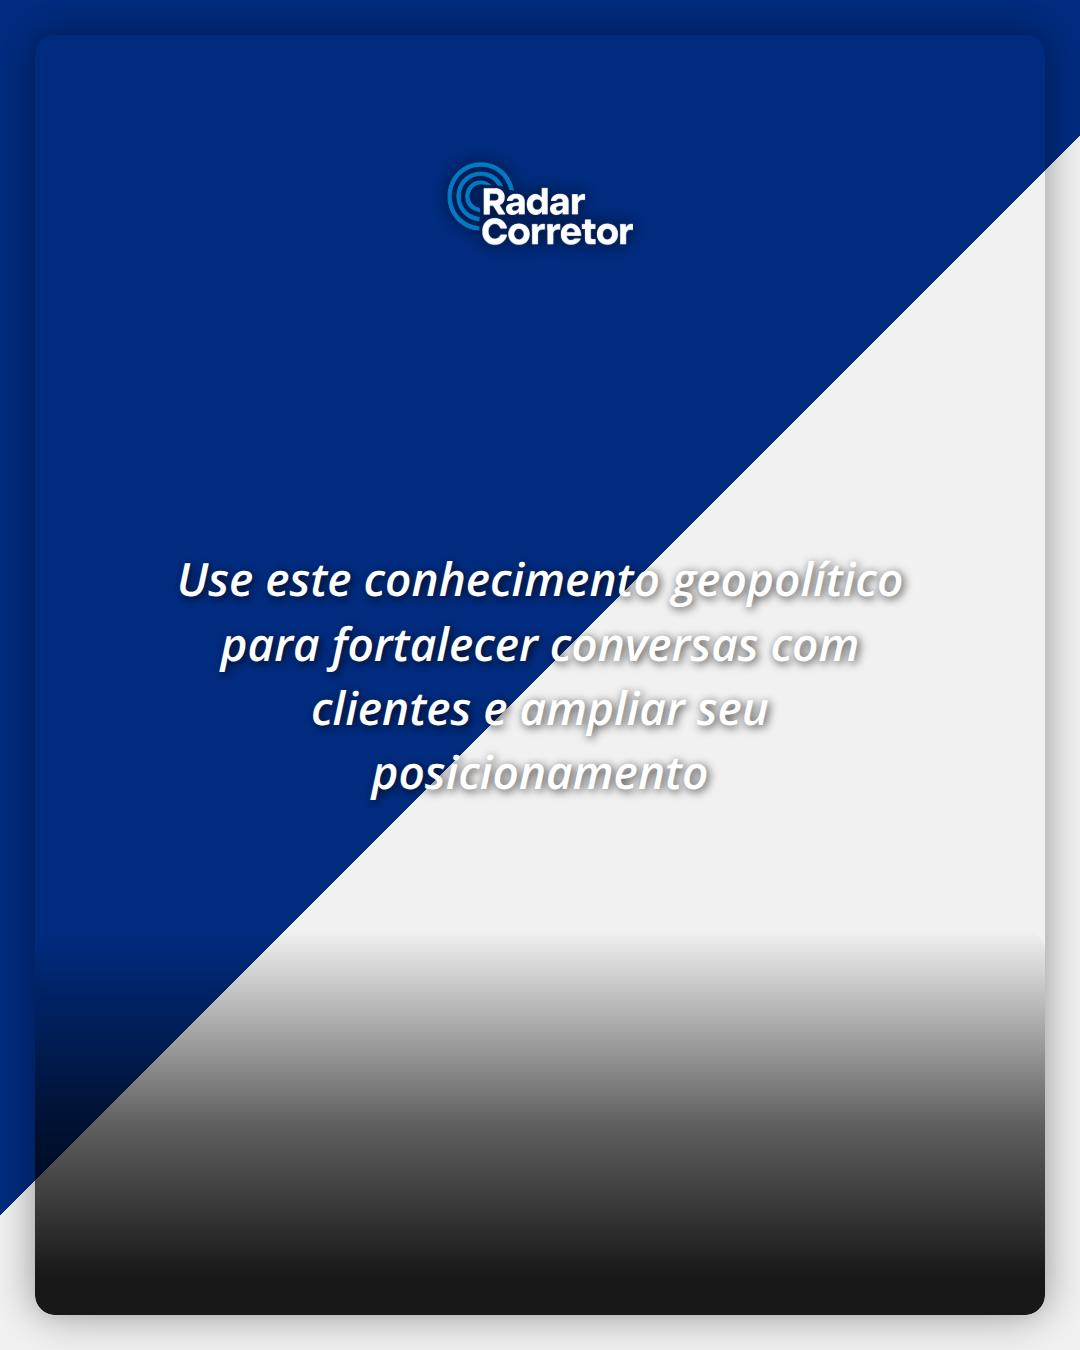 Radar
Corretor
Use este conhecimento geopolítico
para fortalecer conversas com
clientes e ampliar seu
posicionamento